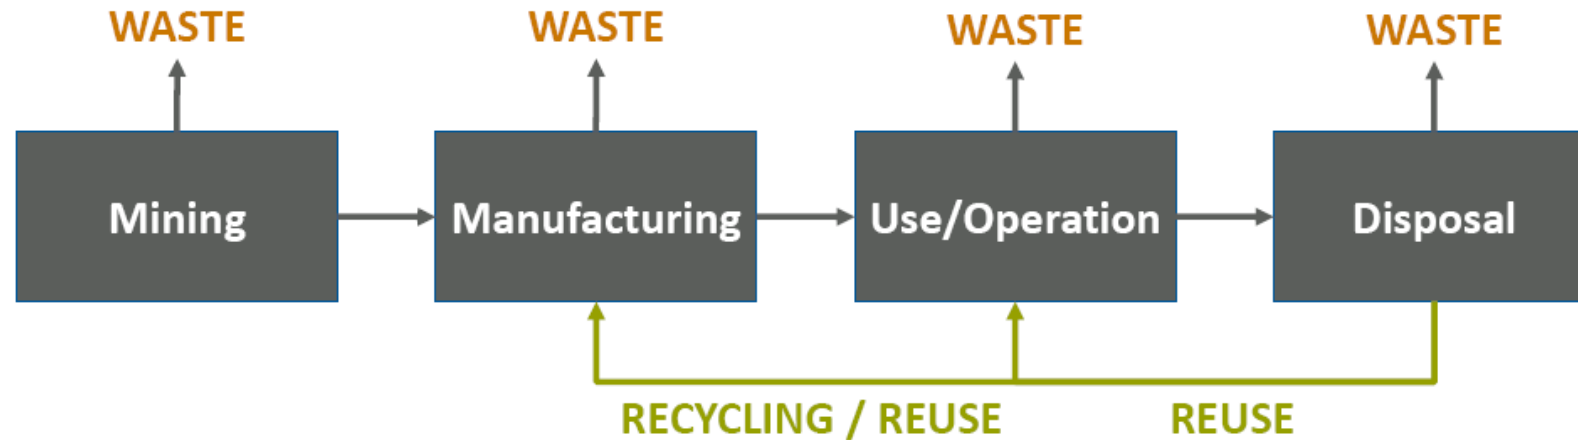 WASTE WASTE WASTE WASTE
Mining Manufacturing Use/Operation Disposal
RECYCLING / REUSE REUSE